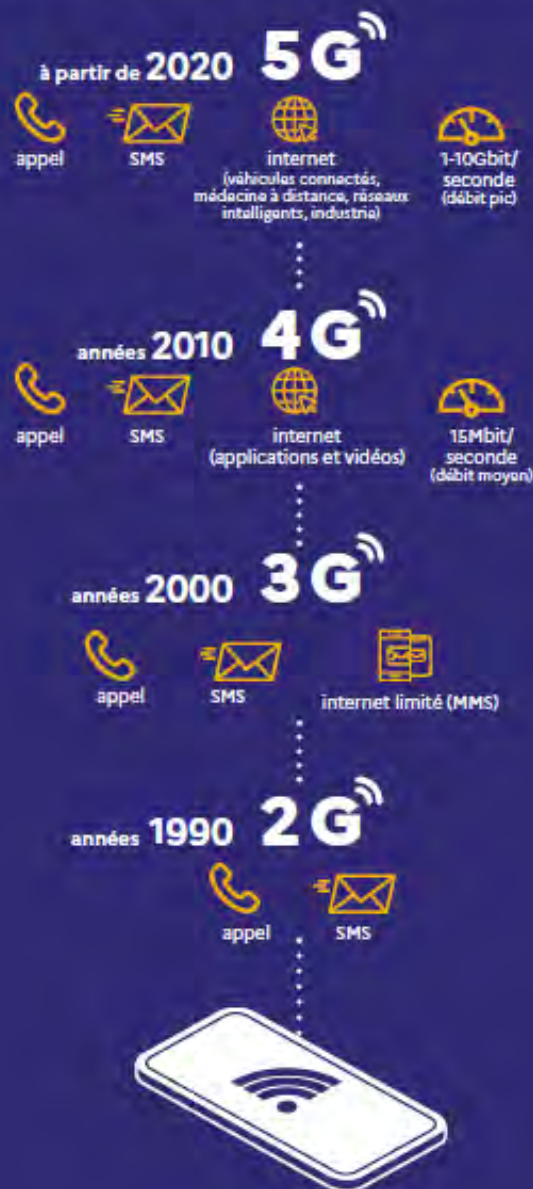 à partir de 2020 5G
appel
SMS
internet
(véhicules connectés,
médecine à distance, réseaux
intelligents, industrie)
1-10Gbit/
seconde
(débit pic)
années 2010 4G
appel
SMS
internet
(applications et vidéos)
15Mbit/
seconde
(débit moyen)
années 2000 3G
appel
SMS
internet limité (MMS)
années 1990 2G
appel
SMS